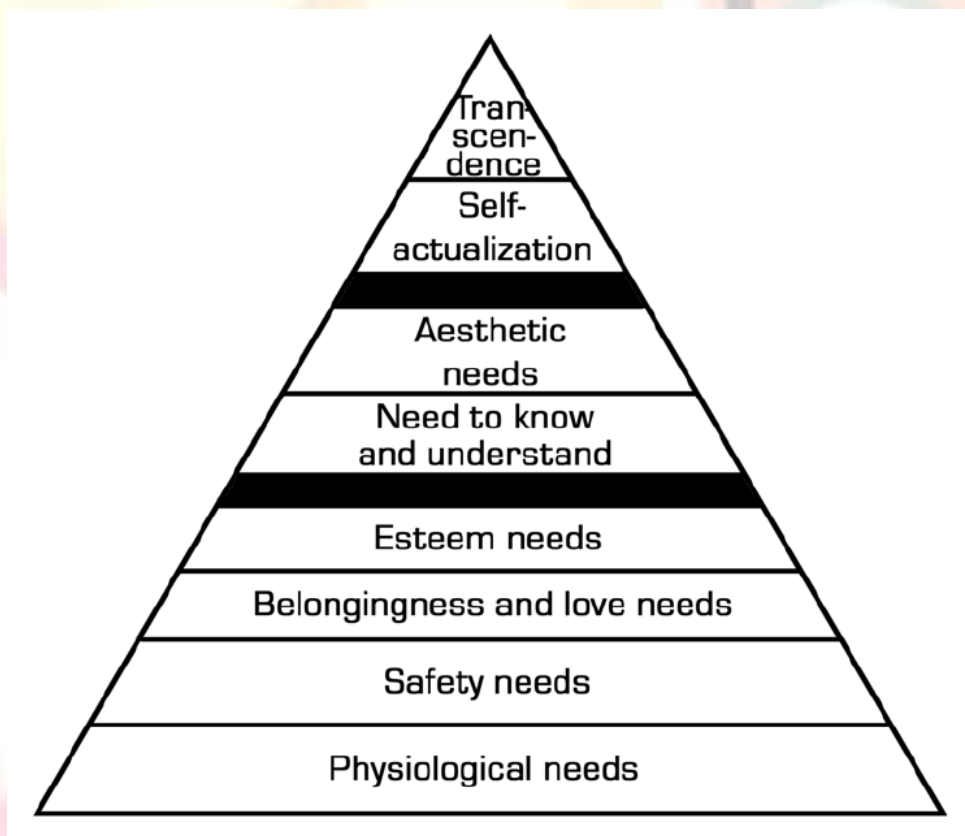 Tran-
scen-
dence
Self-
actualization
Aesthetic
needs
Need to know
and understand
Esteem needs
Belongingness and love needs
Safety needs
Physiological needs